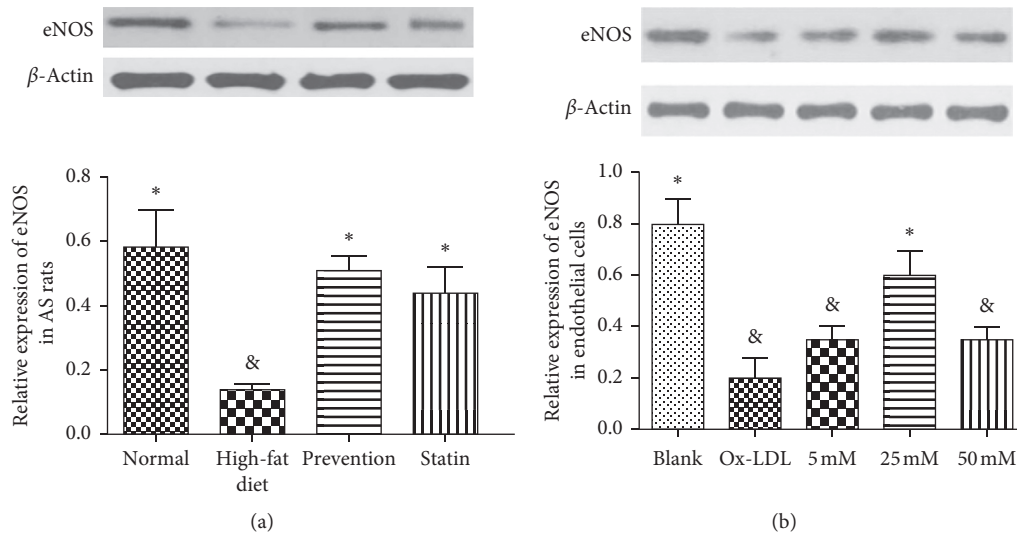 eNOS
β-Actin
Relative expression of eNOS
in AS rats
0.8
0.6
0.4
0.2
0.0
*
&
*
*
Normal
High-fat
diet
Prevention
Statin
(a)
eNOS
β-Actin
Relative expression of eNOS
in endothelial cells
1.0
0.8
0.6
0.4
0.2
0.0
*
&
&
*
&
Blank
Ox-LDL
5 mM
25 mM
50 mM
(b)